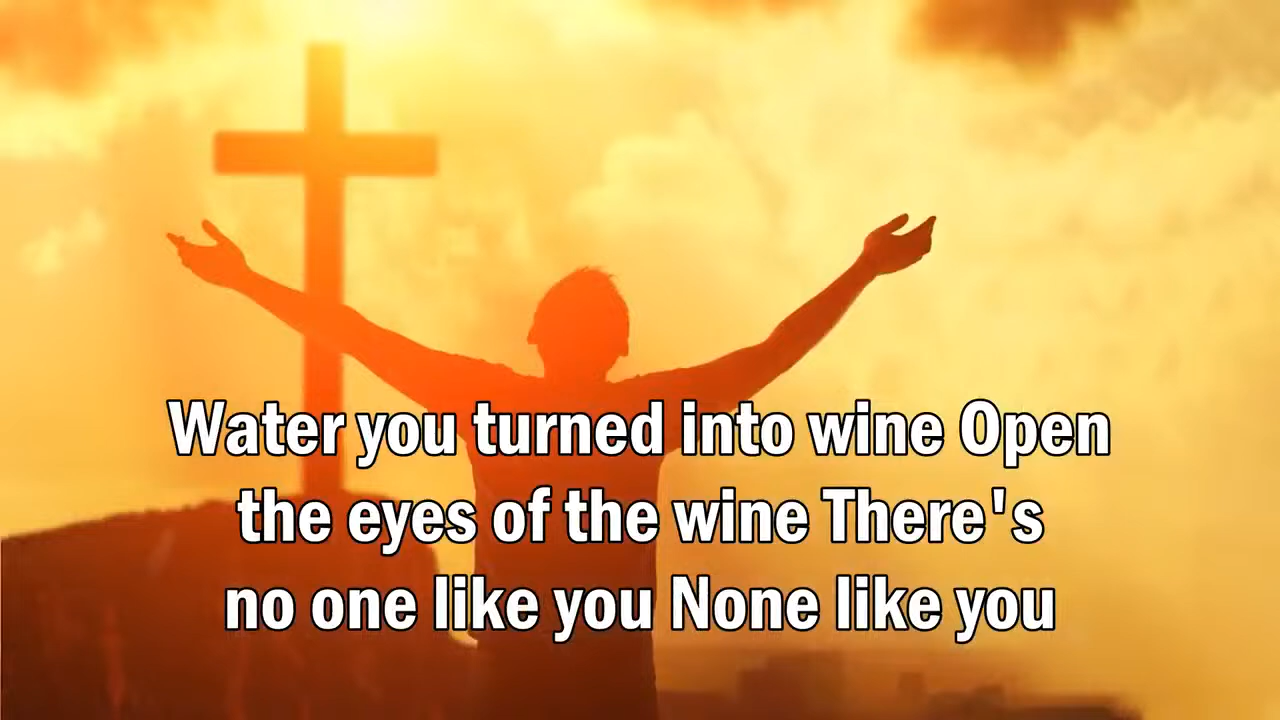 Water you turned into wine Open
the eyes of the wine There's
no one like you None like you